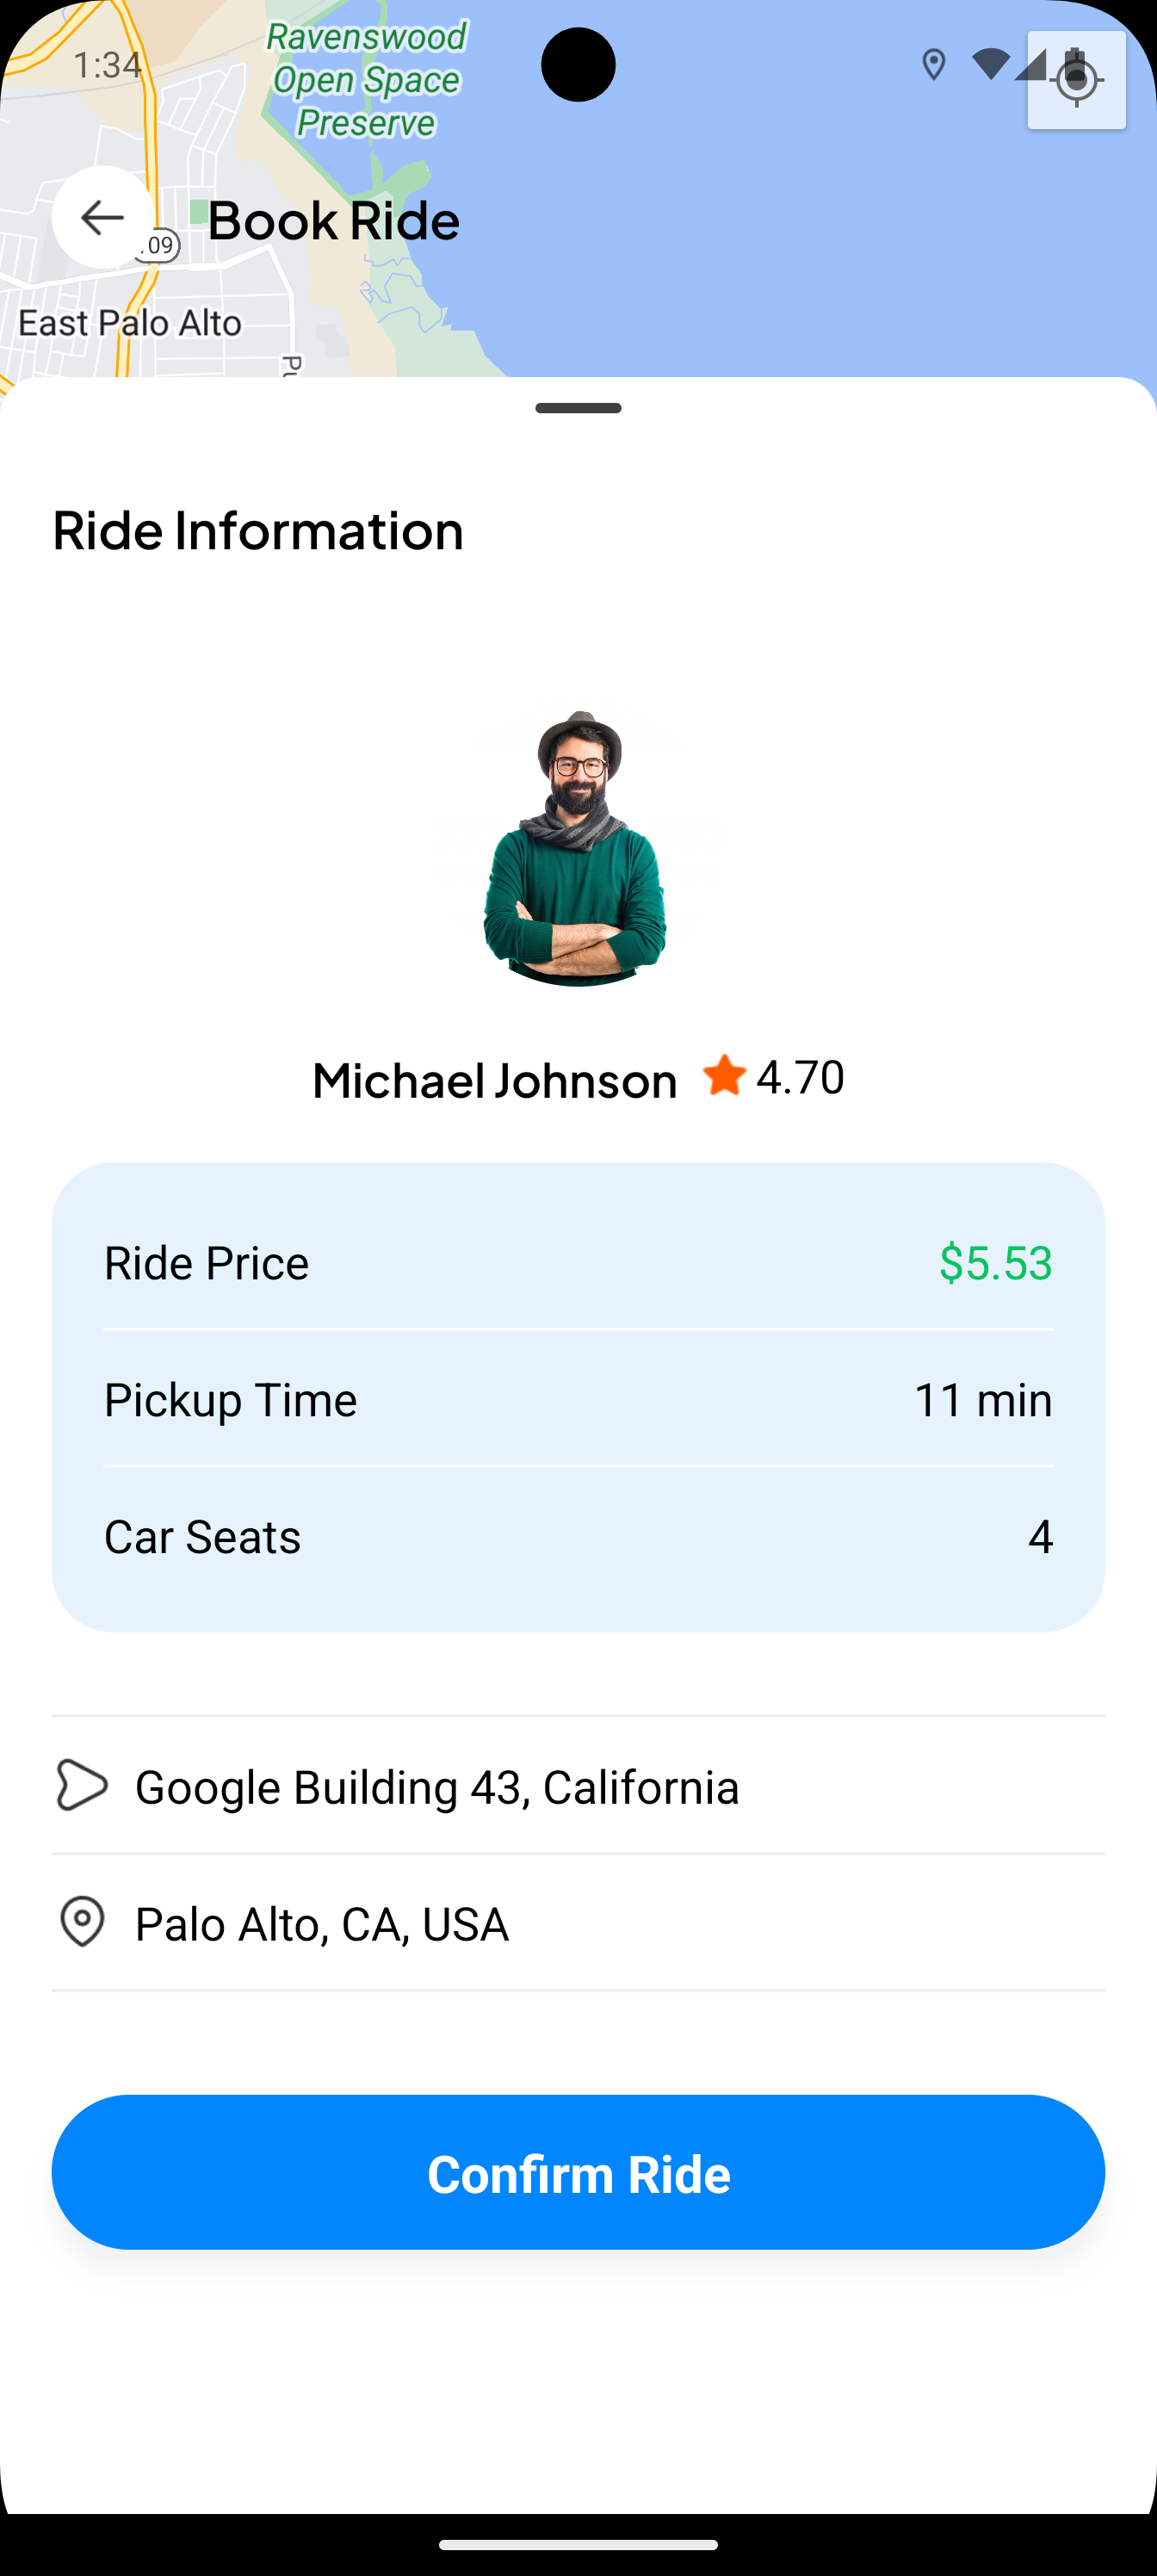 Ravenswood
Open Space
Preserve
1:34
Book Ride
09
East Palo Alto
Ride Information
Michael Johnson 4.70
Ride Price $5.53
Pickup Time 11 min
Car Seats 4
Google Building 43, California
Palo Alto, CA, USA
Confirm Ride